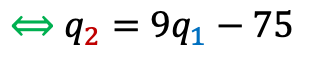 ⟺ q₂ = 9q₁ − 75